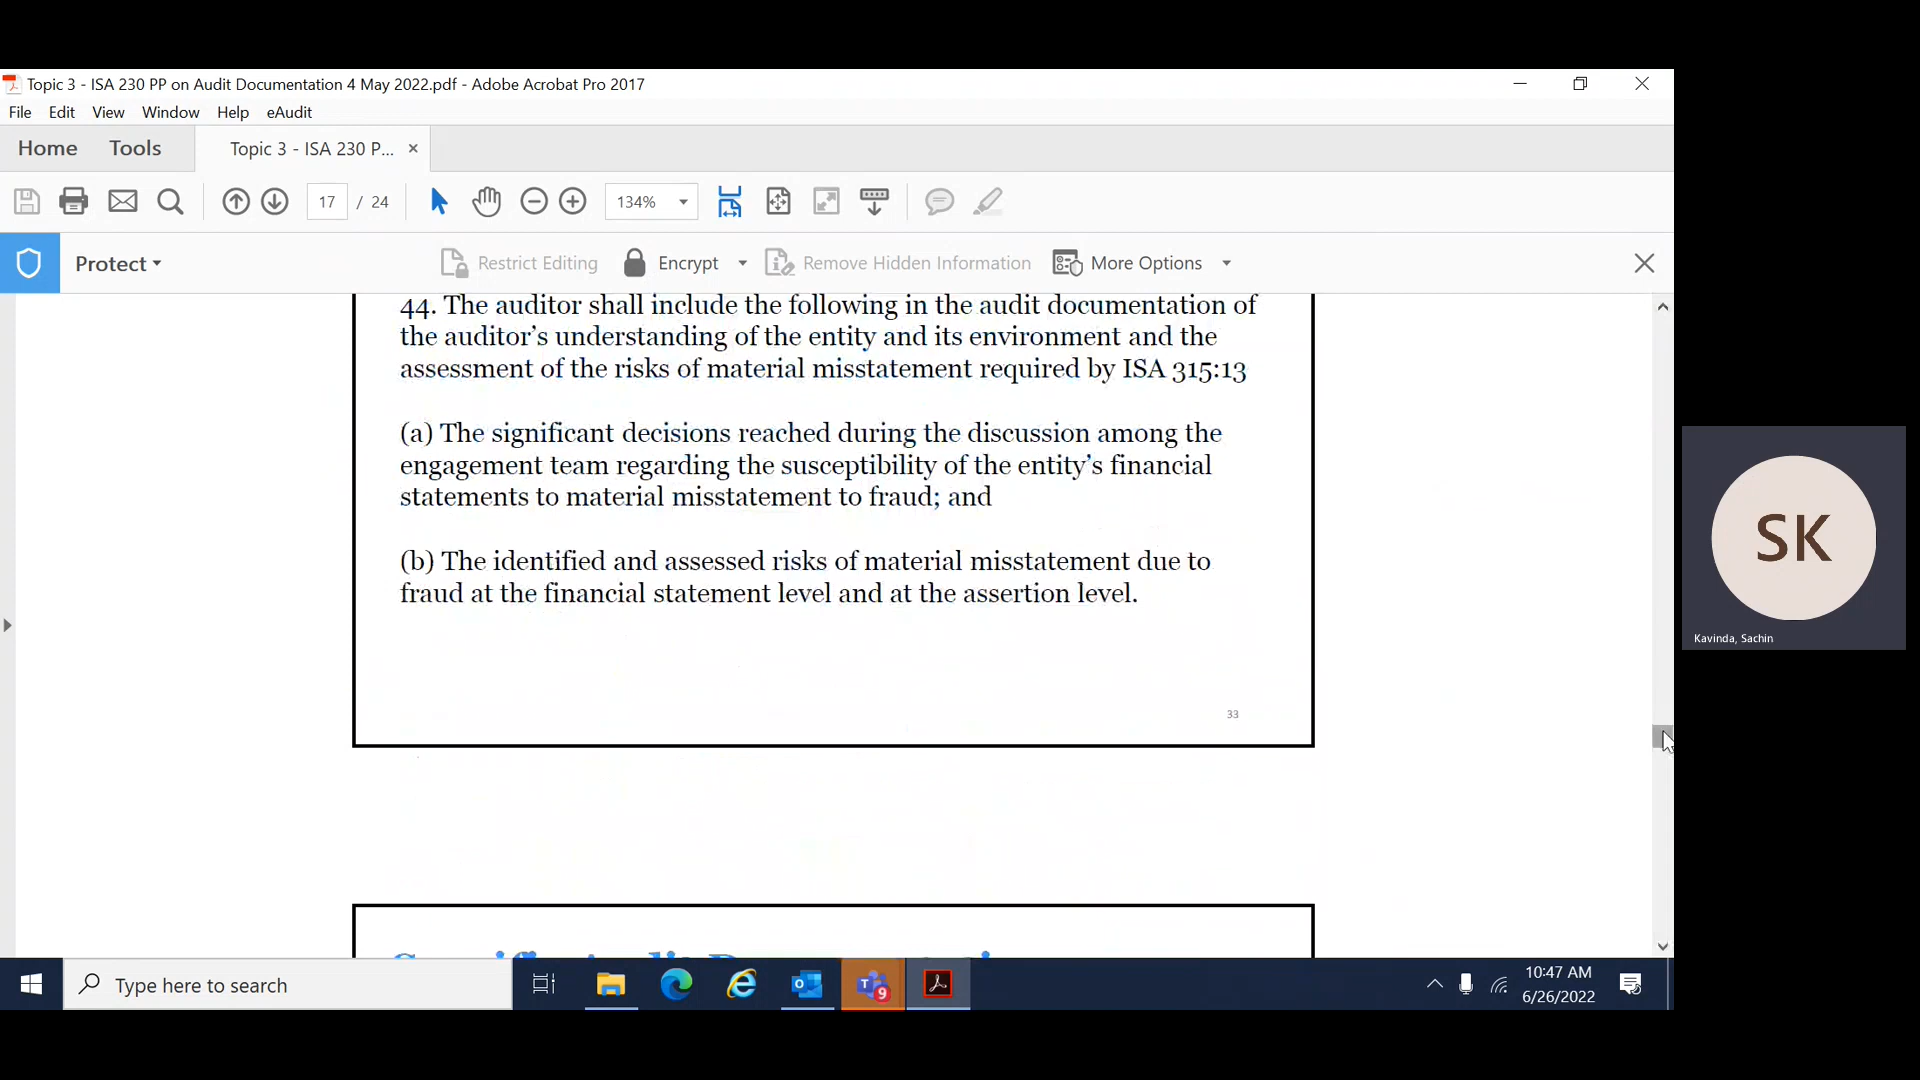 Topic 3 - ISA 230 PP on Audit Documentation 4 May 2022.pdf - Adobe Acrobat Pro 2017
File Edit View Window Help eAudit
Home Tools Topic 3 - ISA 230 P... ×
17 / 24 134%
Protect Restrict Editing Encrypt Remove Hidden Information More Options
44. The auditor shall include the following in the audit documentation of
the auditor’s understanding of the entity and its environment and the
assessment of the risks of material misstatement required by ISA 315:13
(a) The significant decisions reached during the discussion among the
engagement team regarding the susceptibility of the entity’s financial
statements to material misstatement to fraud; and
(b) The identified and assessed risks of material misstatement due to
fraud at the financial statement level and at the assertion level.
33
SK
Kavinda, Sachin
Type here to search
9
10:47 AM
6/26/2022